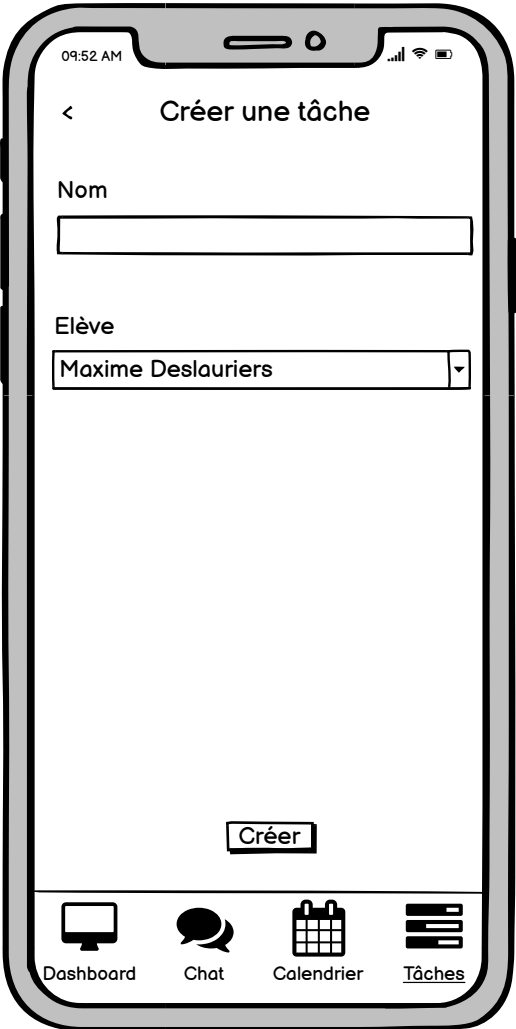 09:52 AM
<
Créer une tâche
Nom
Elève
Maxime Deslauriers
Créer
Dashboard Chat Calendrier Tâches